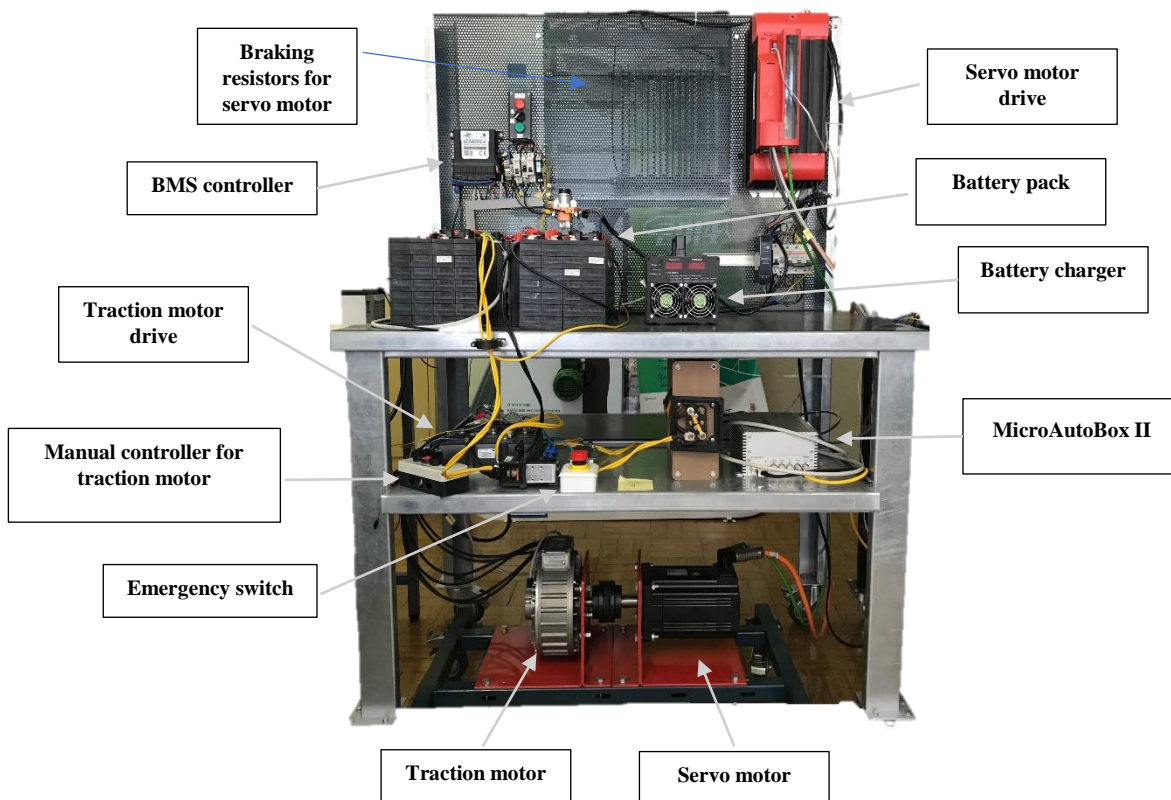 Braking
resistors for
servo motor
Servo motor
drive
BMS controller
Battery pack
Battery charger
Traction motor
drive
MicroAutoBox II
Manual controller for
traction motor
Emergency switch
Traction motor
Servo motor